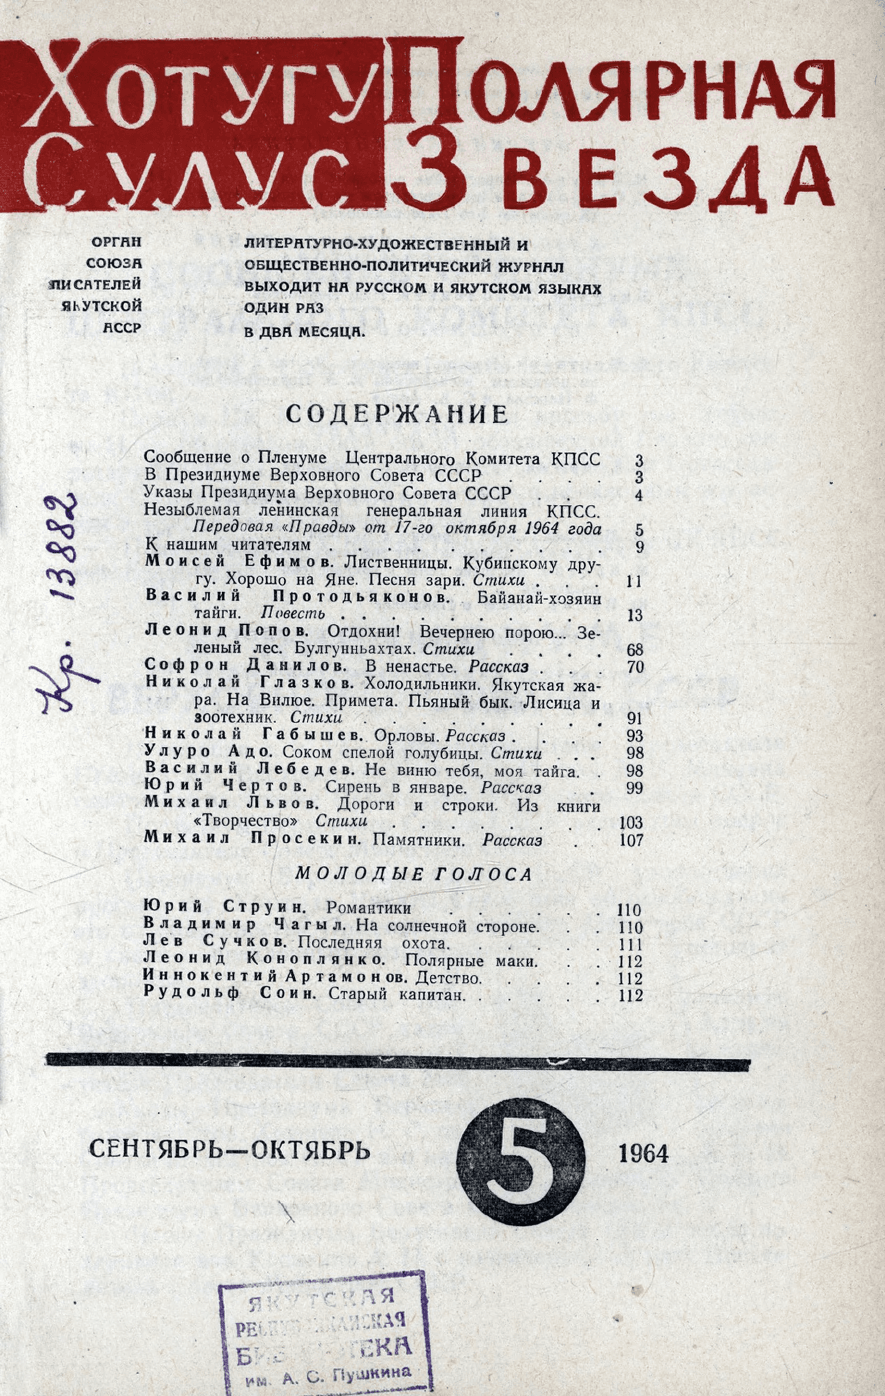 ХОТУГУ ПОЛЯРНАЯ
СУЛУС ЗВЕЗДА
ОРГАН
СОЮЗА
ПИСАТЕЛЕЙ
ЯКУТСКОЙ
АССР
ЛИТЕРАТУРНО-ХУДОЖЕСТВЕННЫЙ И
ОБЩЕСТВЕННО-ПОЛИТИЧЕСКИЙ ЖУРНАЛ
ВЫХОДИТ НА РУССКОМ И ЯКУТСКОМ ЯЗЫКАХ
ОДИН РАЗ
В ДВА МЕСЯЦА.
СОДЕРЖАНИЕ
Сообщение о Пленуме Центрального Комитета КПСС 3
В Президиуме Верховного Совета СССР . . . . 3
Указы Президиума Верховного Совета СССР . . . 4
Незыблемая ленинская генеральная линия КПСС.
Передовая «Правды» от 17-го октября 1964 года 5
К нашим читателям . . . . . . . . . . 9
Моисей Ефимов. Лиственницы. Кубинскому дру-
гу. Хорошо на Яне. Песня зари. Стихи . . . 11
Василий Протодьяконов. Байанай-хозяин
тайги. Повесть . . . . . . . . . . 13
Леонид Попов. Отдохни! Вечернею порою... Зе-
леный лес. Булгунньахтах. Стихи . . . . 68
Софрон Данилов. В ненастье. Рассказ . . . 70
Николай Глазков. Холодильники. Якутская жа-
ра. На Вилюе. Примета. Пьяный бык. Лисица и
зоотехник. Стихи . . . . . . . . . 91
Николай Габышев. Орловы. Рассказ . . . . 93
Улуро Адо. Соком спелой голубицы. Стихи . . . 98
Василий Лебедев. Не виню тебя, моя тайга. . 98
Юрий Чертов. Сирень в январе. Рассказ . . 99
Михаил Львов. Дороги и строки. Из книги
«Творчество» Стихи . . . . . . . . 103
Михаил Просекин. Памятники. Рассказ . 107
МОЛОДЫЕ ГОЛОСА
Юрий Струин. Романтики . . . . . . 110
Владимир Чагыл. На солнечной стороне. . . 110
Лев Сучков. Последняя охота. . . . . . 111
Леонид Коноплянко. Полярные маки. . . 112
Иннокентий Артамонов. Детство. . . . . 112
Рудольф Соин. Старый капитан. . . . . . 112
СЕНТЯБРЬ—ОКТЯБРЬ 5 1964
Кр. 13882
ЯКУТСКАЯ
РЕСПУБЛИКАНСКАЯ
БИБЛИОТЕКА
им. А. С. Пушкина